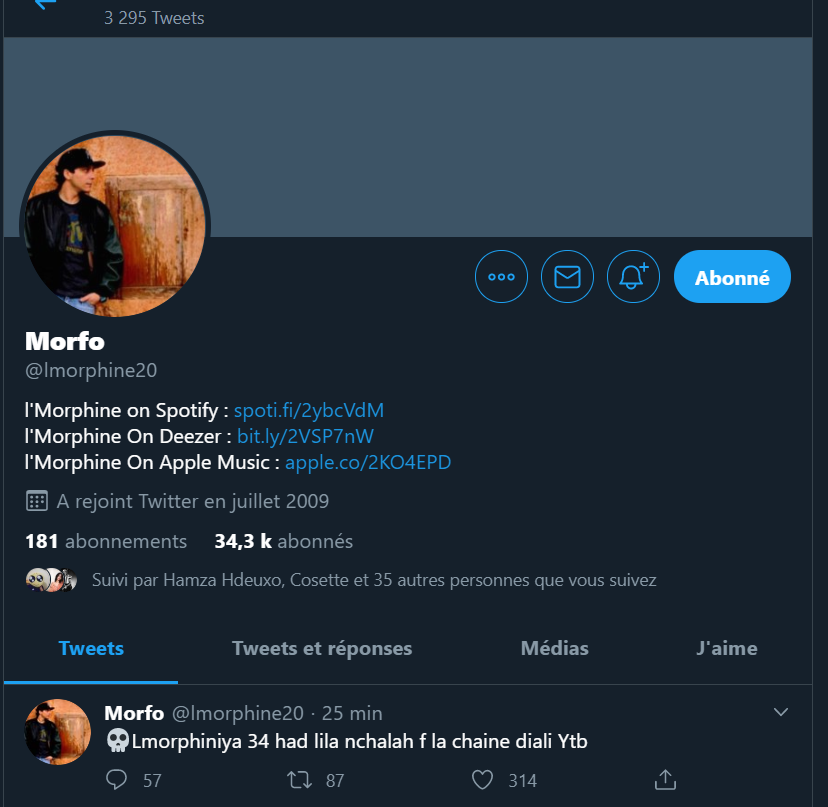 3 295 Tweets
Abonné
Morfo
@lmorphine20
l'Morphine on Spotify : spoti.fi/2ybcVdM
l'Morphine On Deezer : bit.ly/2VSP7nW
l'Morphine On Apple Music : apple.co/2KO4EPD
A rejoint Twitter en juillet 2009
181 abonnements 34,3 k abonnés
Suivi par Hamza Hdeuxo, Cosette et 35 autres personnes que vous suivez
Tweets Tweets et réponses Médias J'aime
Morfo @lmorphine20 · 25 min
💀Lmorphiniya 34 had lila nchalah f la chaine diali Ytb
57 87 314